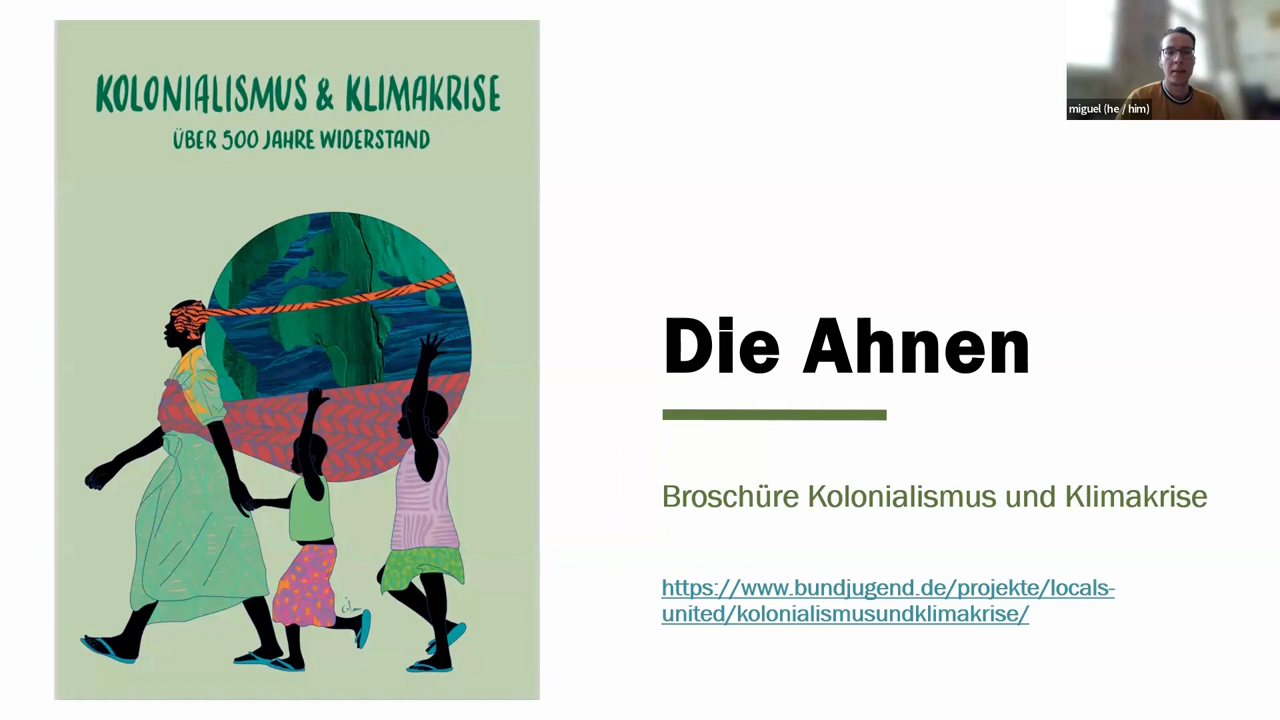 KOLONIALISMUS & KLIMAKRISE
ÜBER 500 JAHRE WIDERSTAND
miguel (he / him)
Die Ahnen
Broschüre Kolonialismus und Klimakrise
https://www.bundjugend.de/projekte/locals-
united/kolonialismusundklimakrise/